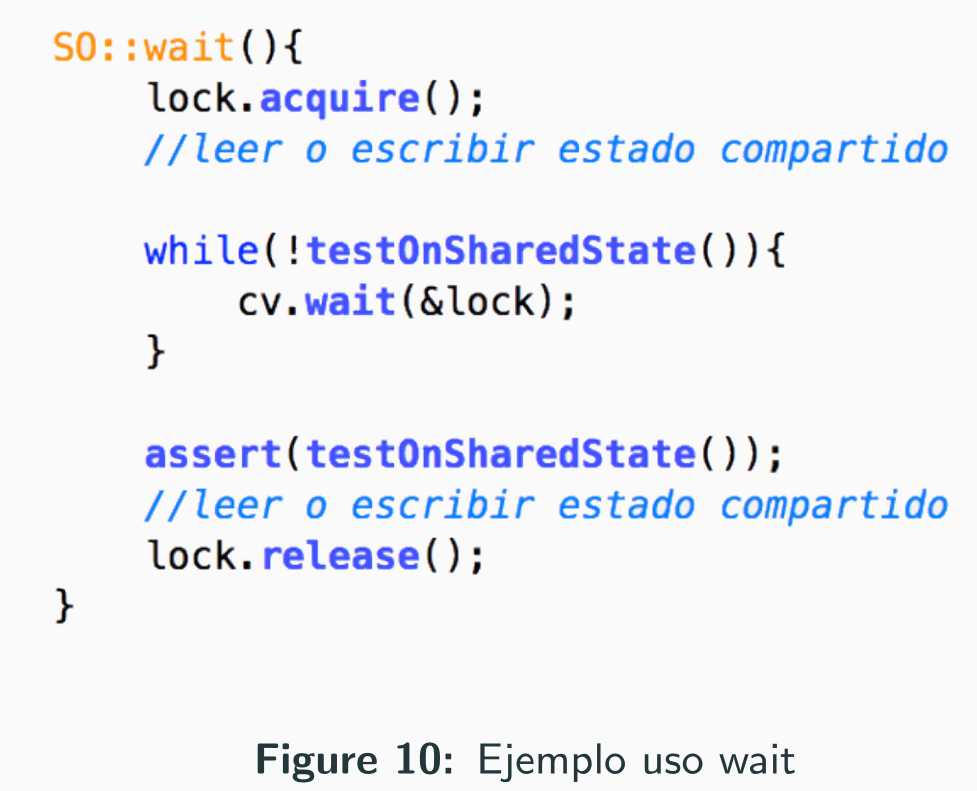 SO::wait(){
lock.acquire();
//leer o escribir estado compartido
while(!testOnSharedState()){
cv.wait(&lock);
}
assert(testOnSharedState());
//leer o escribir estado compartido
lock.release();
}
Figure 10: Ejemplo uso wait